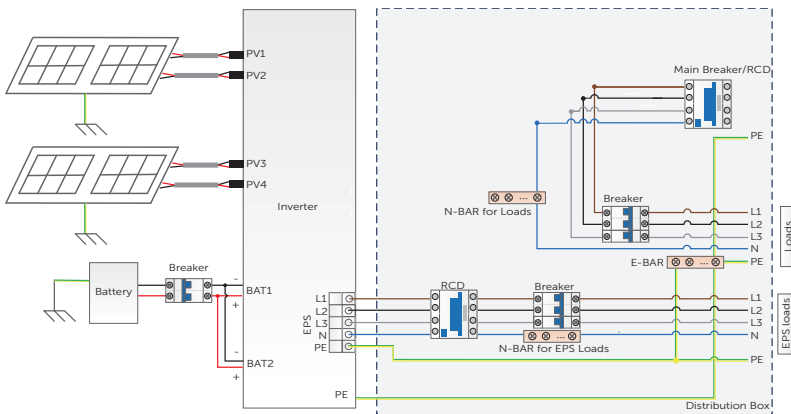 PV1
PV2
PV3
PV4
Inverter
Battery
Breaker
-
BAT1
+
-
BAT2
+
EPS
L1
L2
L3
N
PE
PE
Main Breaker/RCD
PE
N-BAR for Loads
Breaker
L1
L2
L3
N
PE
Loads
E-BAR
RCD
Breaker
L1
L2
L3
N
N-BAR for EPS Loads
PE
EPS loads
Distribution Box